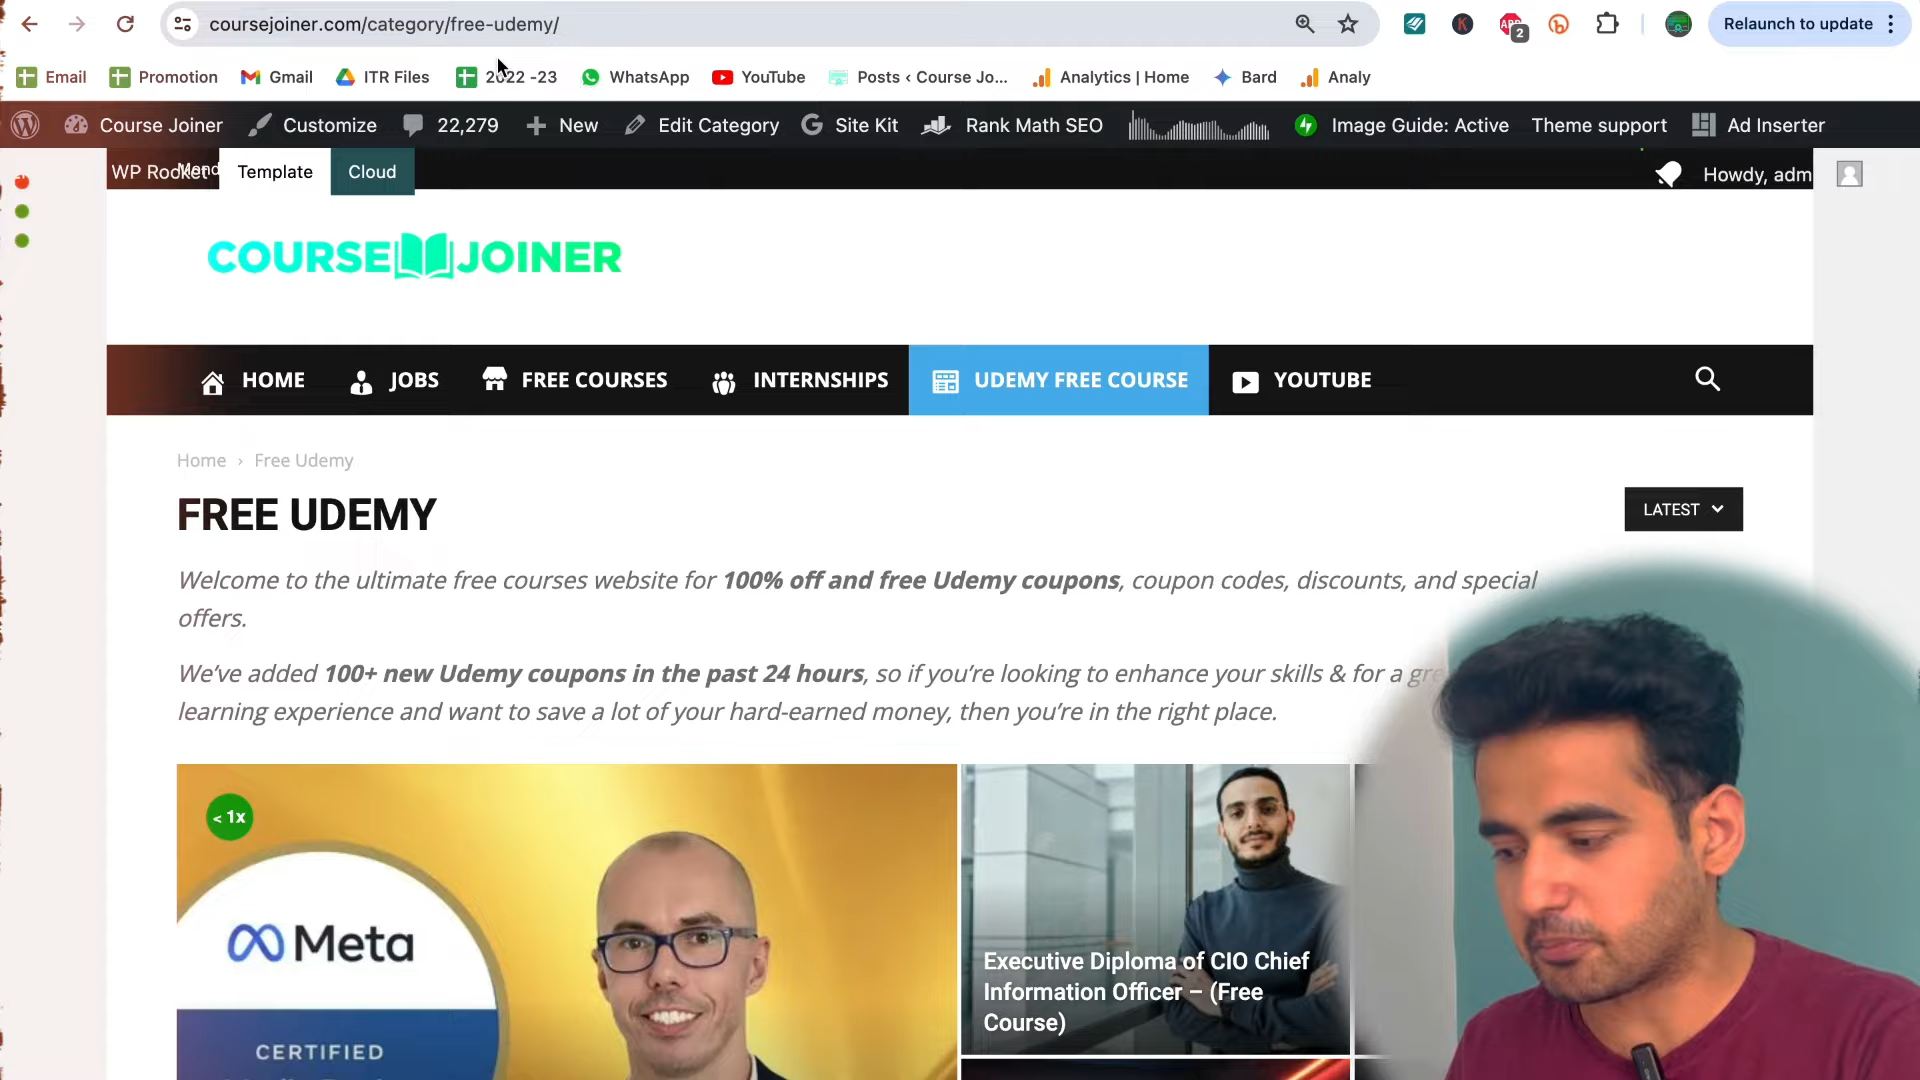 coursejoiner.com/category/free-udemy/
2
Relaunch to update
Email
Promotion
Gmail
ITR Files
2022 -23
WhatsApp
YouTube
Posts ‹ Course Jo...
Analytics | Home
Bard
Analy
Course Joiner
Customize
22,279
New
Edit Category
Site Kit
Rank Math SEO
Image Guide: Active
Theme support
Ad Inserter
WP Rocket
Mond
Template
Cloud
Howdy, adm
COURSE JOINER
HOME
JOBS
FREE COURSES
INTERNSHIPS
UDEMY FREE COURSE
YOUTUBE
Home › Free Udemy
FREE UDEMY
LATEST
Welcome to the ultimate free courses website for 100% off and free Udemy coupons, coupon codes, discounts, and special
offers.
We’ve added 100+ new Udemy coupons in the past 24 hours, so if you’re looking to enhance your skills & for a gre
learning experience and want to save a lot of your hard-earned money, then you’re in the right place.
< 1x
Meta
CERTIFIED
Executive Diploma of CIO Chief
Information Officer – (Free
Course)